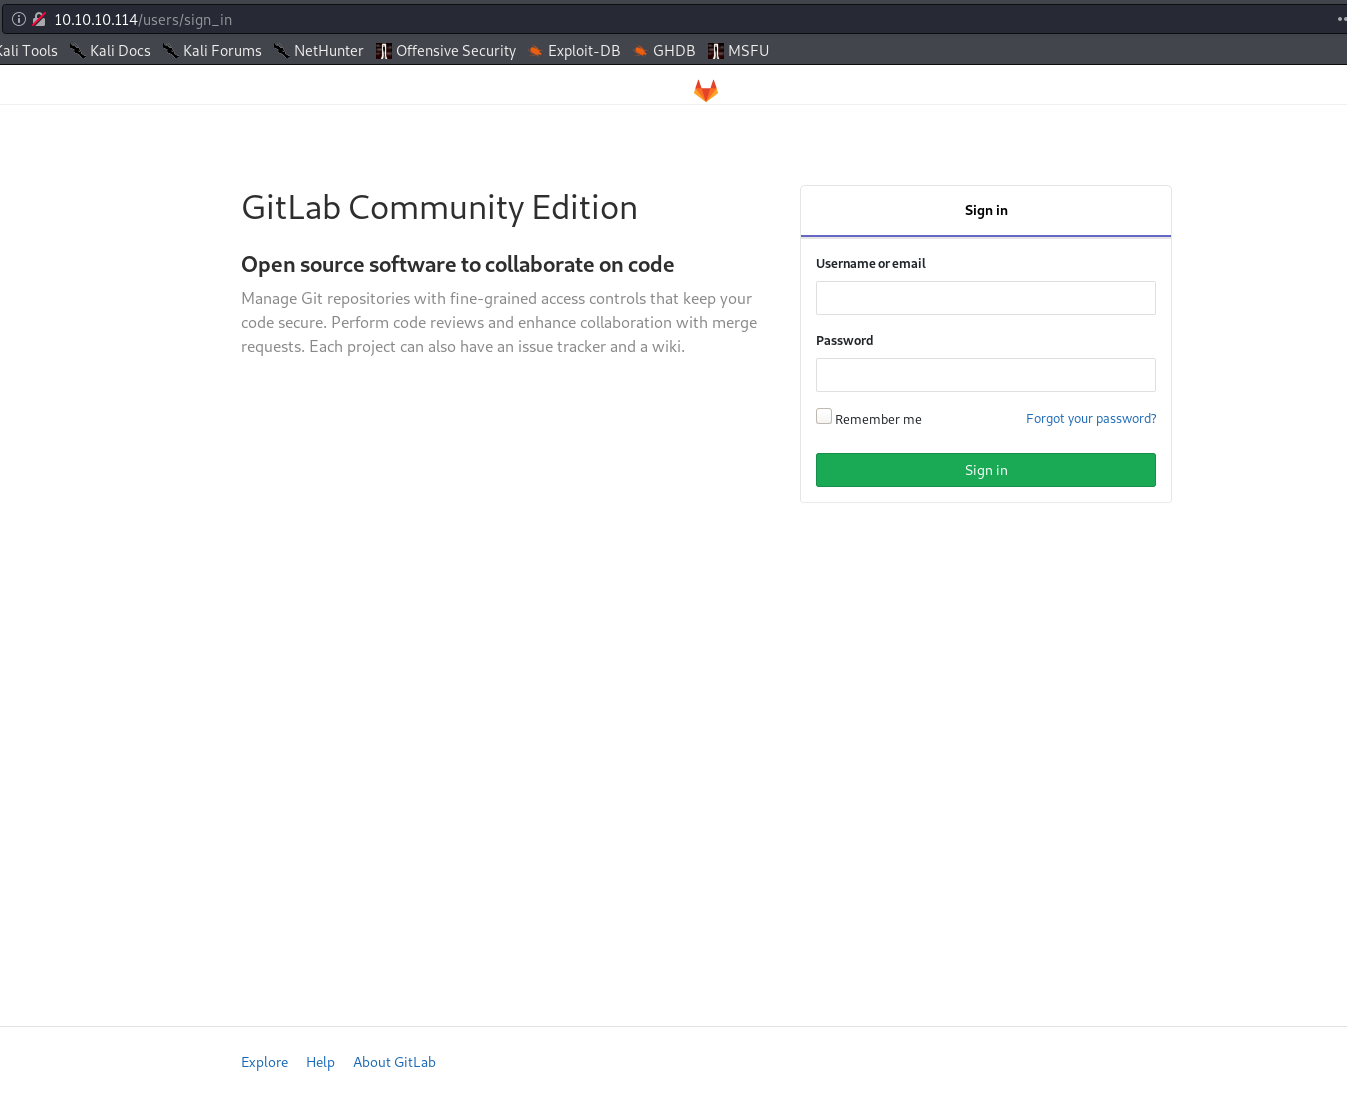 10.10.10.114/users/sign_in
Kali Tools Kali Docs Kali Forums NetHunter Offensive Security Exploit-DB GHDB MSFU
GitLab Community Edition
Open source software to collaborate on code
Manage Git repositories with fine-grained access controls that keep your
code secure. Perform code reviews and enhance collaboration with merge
requests. Each project can also have an issue tracker and a wiki.
Sign in
Username or email
Password
Remember me Forgot your password?
Sign in
Explore Help About GitLab